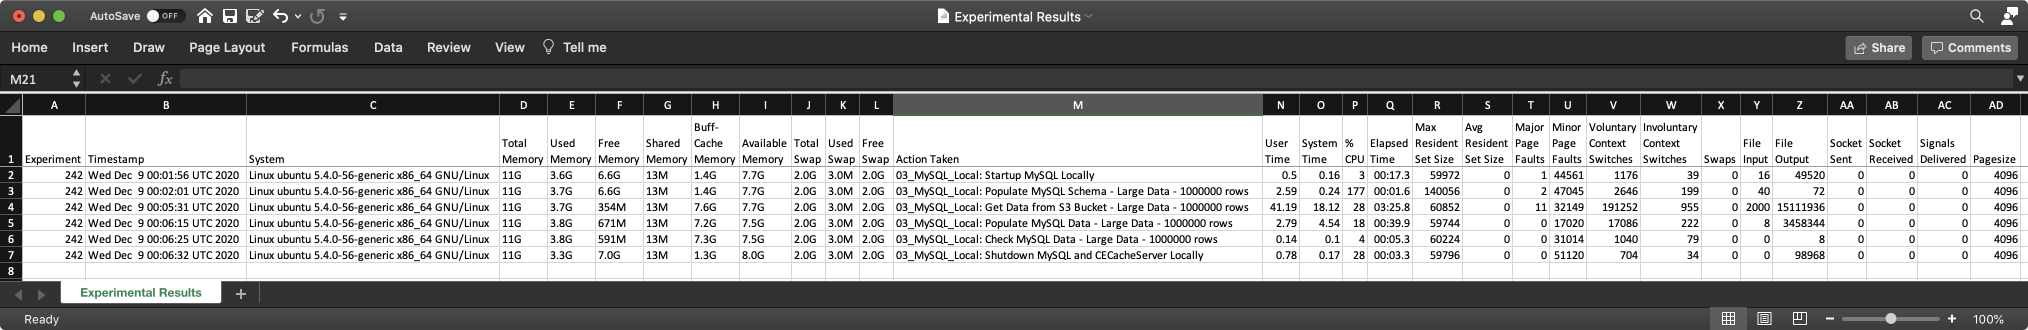 AutoSave OFF Experimental Results
Home Insert Draw Page Layout Formulas Data Review View Tell me Share Comments
M21 fx
A B C D E F G H I J K L M N O P Q R S T U V W X Y Z AA AB AC AD
1 Experiment Timestamp System Total Memory Used Memory Free Memory Shared Memory Buff-Cache Memory Available Memory Total Swap Used Swap Free Swap Action Taken User Time System Time % CPU Elapsed Time Max Resident Set Size Avg Resident Set Size Major Page Faults Minor Page Faults Voluntary Context Switches Involuntary Context Switches Swaps File Input File Output Socket Sent Socket Received Signals Delivered Pagesize
2 242 Wed Dec 9 00:01:56 UTC 2020 Linux ubuntu 5.4.0-56-generic x86_64 GNU/Linux 11G 3.6G 6.6G 13M 1.4G 7.7G 2.0G 3.0M 2.0G 03_MySQL_Local: Startup MySQL Locally 0.5 0.16 3 00:17.3 59972 0 1 44561 1176 39 0 16 49520 0 0 0 4096
3 242 Wed Dec 9 00:02:01 UTC 2020 Linux ubuntu 5.4.0-56-generic x86_64 GNU/Linux 11G 3.7G 6.6G 13M 1.4G 7.7G 2.0G 3.0M 2.0G 03_MySQL_Local: Populate MySQL Schema - Large Data - 1000000 rows 2.59 0.24 177 00:01.6 140056 0 2 47045 2646 199 0 40 72 0 0 0 4096
4 242 Wed Dec 9 00:05:31 UTC 2020 Linux ubuntu 5.4.0-56-generic x86_64 GNU/Linux 11G 3.7G 354M 13M 7.6G 7.7G 2.0G 3.0M 2.0G 03_MySQL_Local: Get Data from S3 Bucket - Large Data - 1000000 rows 41.19 18.12 28 03:25.8 60852 0 11 32149 191252 955 0 2000 15111936 0 0 0 4096
5 242 Wed Dec 9 00:06:15 UTC 2020 Linux ubuntu 5.4.0-56-generic x86_64 GNU/Linux 11G 3.8G 671M 13M 7.2G 7.5G 2.0G 3.0M 2.0G 03_MySQL_Local: Populate MySQL Data - Large Data - 1000000 rows 2.79 4.54 18 00:39.9 59744 0 0 17020 17086 222 0 8 3458344 0 0 0 4096
6 242 Wed Dec 9 00:06:25 UTC 2020 Linux ubuntu 5.4.0-56-generic x86_64 GNU/Linux 11G 3.8G 591M 13M 7.3G 7.5G 2.0G 3.0M 2.0G 03_MySQL_Local: Check MySQL Data - Large Data - 1000000 rows 0.14 0.1 4 00:05.3 60224 0 0 31014 1040 79 0 0 8 0 0 0 4096
7 242 Wed Dec 9 00:06:32 UTC 2020 Linux ubuntu 5.4.0-56-generic x86_64 GNU/Linux 11G 3.3G 7.0G 13M 1.3G 8.0G 2.0G 3.0M 2.0G 03_MySQL_Local: Shutdown MySQL and CECacheServer Locally 0.78 0.17 28 00:03.3 59796 0 0 51120 704 34 0 0 98968 0 0 0 4096
8
Experimental Results +
Ready 100%